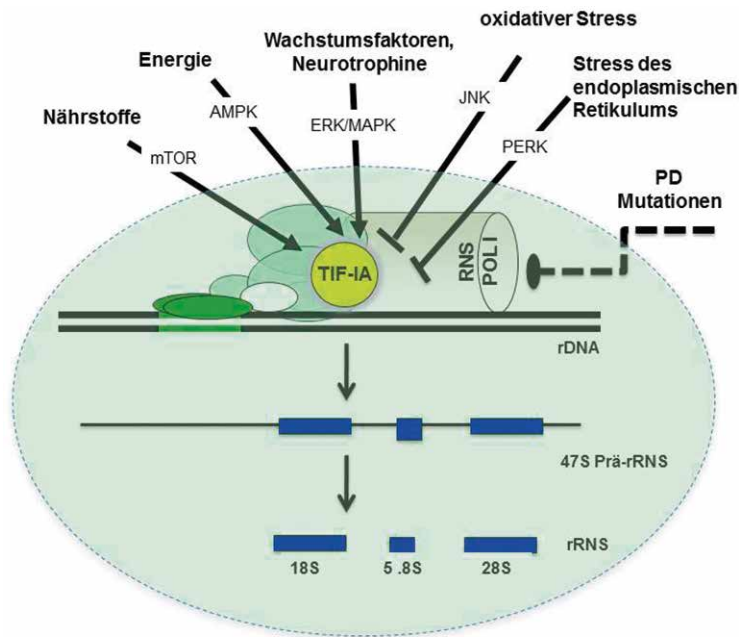 oxidativer Stress
Wachstumsfaktoren,
Neurotrophine
Energie
Stress des
endoplasmischen
Retikulums
Nährstoffe
AMPK
JNK
ERK/MAPK
mTOR
PERK
PD
Mutationen
TIF-IA
RNS
POL I
rDNA
47S Prä-rRNS
rRNS
18S
5 .8S
28S